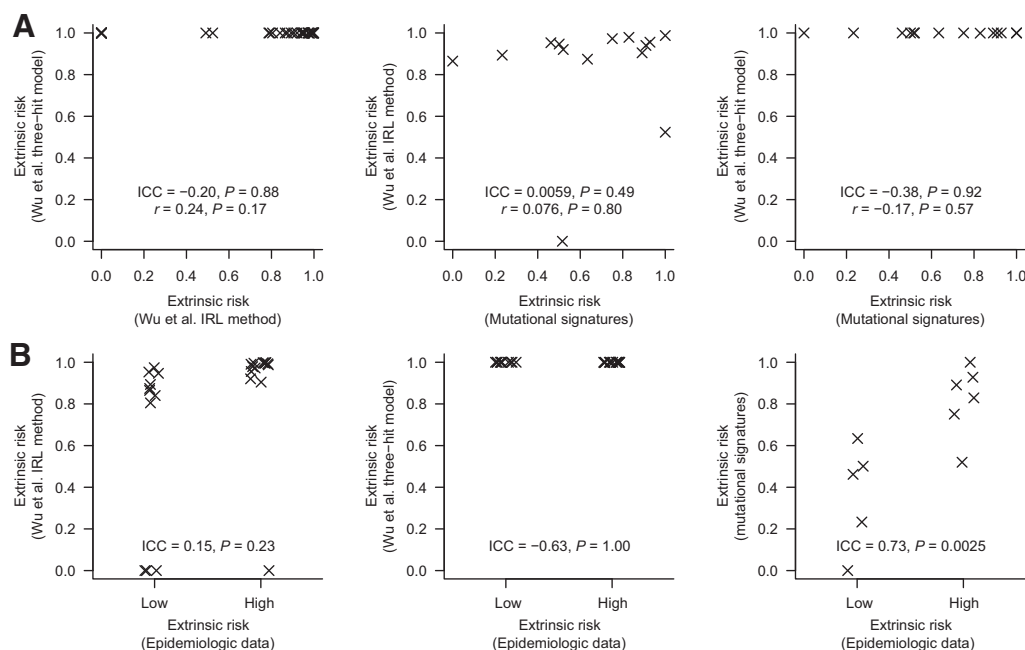 A
Extrinsic risk
(Wu et al. three−hit model)
1.0
0.8
0.6
0.4
0.2
0.0
ICC = −0.20, P = 0.88
r = 0.24, P = 0.17
0.0 0.2 0.4 0.6 0.8 1.0
Extrinsic risk
(Wu et al. IRL method)
Extrinsic risk
(Wu et al. IRL method)
1.0
0.8
0.6
0.4
0.2
0.0
ICC = 0.0059, P = 0.49
r = 0.076, P = 0.80
0.0 0.2 0.4 0.6 0.8 1.0
Extrinsic risk
(Mutational signatures)
Extrinsic risk
(Wu et al. three−hit model)
1.0
0.8
0.6
0.4
0.2
0.0
ICC = −0.38, P = 0.92
r = −0.17, P = 0.57
0.0 0.2 0.4 0.6 0.8 1.0
Extrinsic risk
(Mutational signatures)
B
Extrinsic risk
(Wu et al. IRL method)
1.0
0.8
0.6
0.4
0.2
0.0
ICC = 0.15, P = 0.23
Low High
Extrinsic risk
(Epidemiologic data)
Extrinsic risk
(Wu et al. three−hit model)
1.0
0.8
0.6
0.4
0.2
0.0
ICC = −0.63, P = 1.00
Low High
Extrinsic risk
(Epidemiologic data)
Extrinsic risk
(mutational signatures)
1.0
0.8
0.6
0.4
0.2
0.0
ICC = 0.73, P = 0.0025
Low High
Extrinsic risk
(Epidemiologic data)